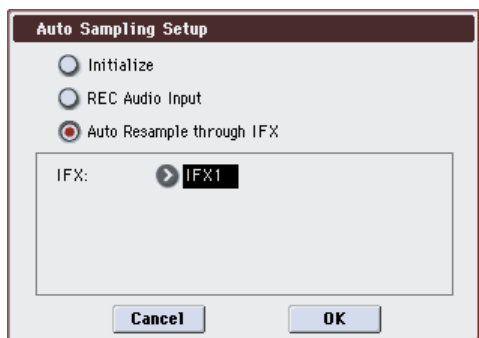 Auto Sampling Setup
Initialize
REC Audio Input
Auto Resample through IFX
IFX: IFX1
Cancel OK